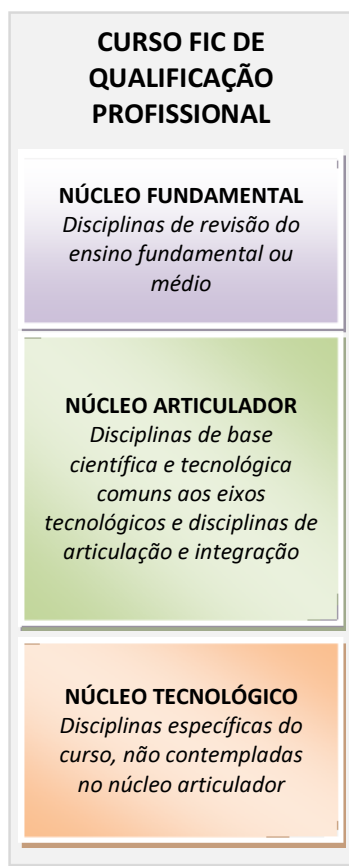 CURSO FIC DE
QUALIFICAÇÃO
PROFISSIONAL
NÚCLEO FUNDAMENTAL
Disciplinas de revisão do
ensino fundamental ou
médio
NÚCLEO ARTICULADOR
Disciplinas de base
científica e tecnológica
comuns aos eixos
tecnológicos e disciplinas de
articulação e integração
NÚCLEO TECNOLÓGICO
Disciplinas específicas do
curso, não contempladas
no núcleo articulador